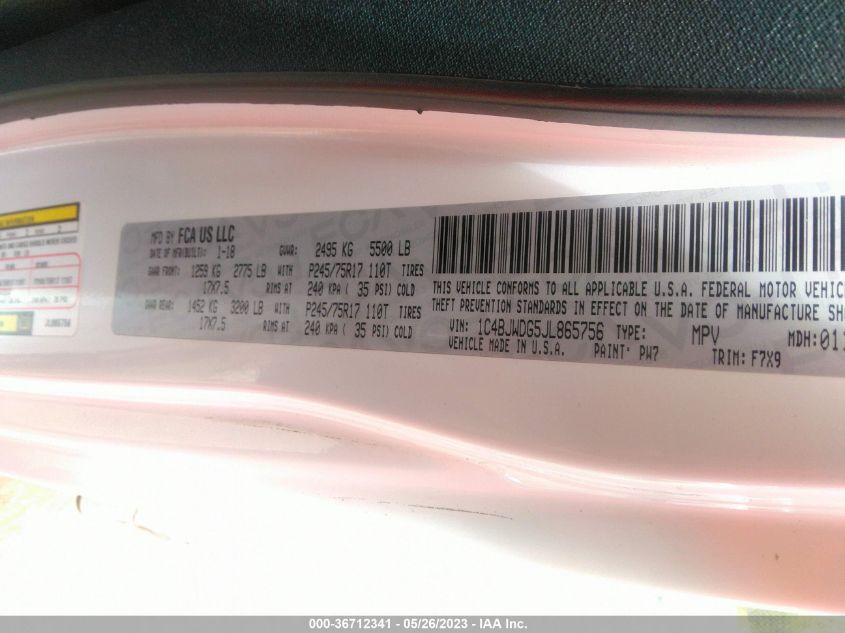 MFD BY FCA US LLC
DATE OF MFR(BUILT): 1-18 GVWR: 2495 KG 5500 LB
GAWR FRONT: 1259 KG 2775 LB WITH P245/75R17 110T TIRES
17X7.5 RIMS AT 240 KPA ( 35 PSI) COLD
GAWR REAR: 1452 KG 3200 LB WITH P245/75R17 110T TIRES
17X7.5 RIMS AT 240 KPA ( 35 PSI) COLD
THIS VEHICLE CONFORMS TO ALL APPLICABLE U.S.A. FEDERAL MOTOR VEHIC
THEFT PREVENTION STANDARDS IN EFFECT ON THE DATE OF MANUFACTURE SH
VIN: 1C4BJWDG5JL865756 TYPE: MPV MDH:01
VEHICLE MADE IN U.S.A. PAINT: PW7 TRIM: F7X9
JL865756
000-36712341 - 05/26/2023 - © IAA Inc.